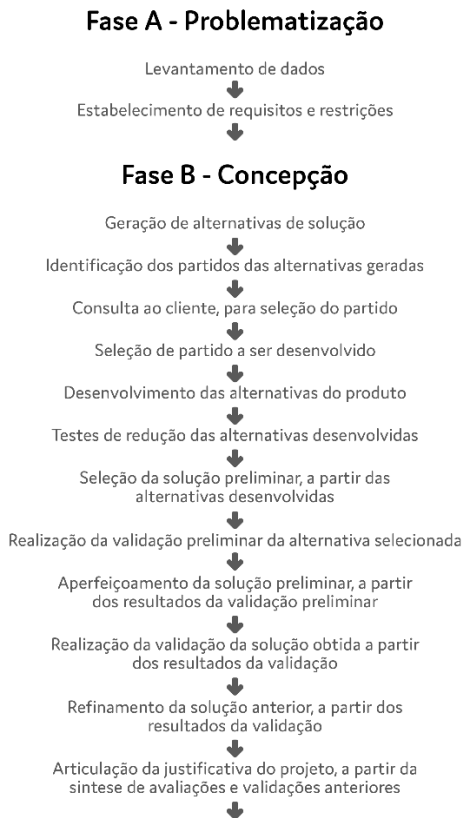 Fase A - Problematização
Levantamento de dados
Estabelecimento de requisitos e restrições
Fase B - Concepção
Geração de alternativas de solução
Identificação dos partidos das alternativas geradas
Consulta ao cliente, para seleção do partido
Seleção de partido a ser desenvolvido
Desenvolvimento das alternativas do produto
Testes de redução das alternativas desenvolvidas
Seleção da solução preliminar, a partir das
alternativas desenvolvidas
Realização da validação preliminar da alternativa selecionada
Aperfeiçoamento da solução preliminar, a partir
dos resultados da validação preliminar
Realização da validação da solução obtida a partir
dos resultados da validação
Refinamento da solução anterior, a partir dos
resultados da validação
Articulação da justificativa do projeto, a partir da
sintese de avaliações e validações anteriores